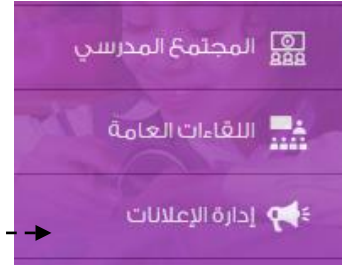 المجتمع المدرسي
اللقاءات العامة
إدارة الإعلانات